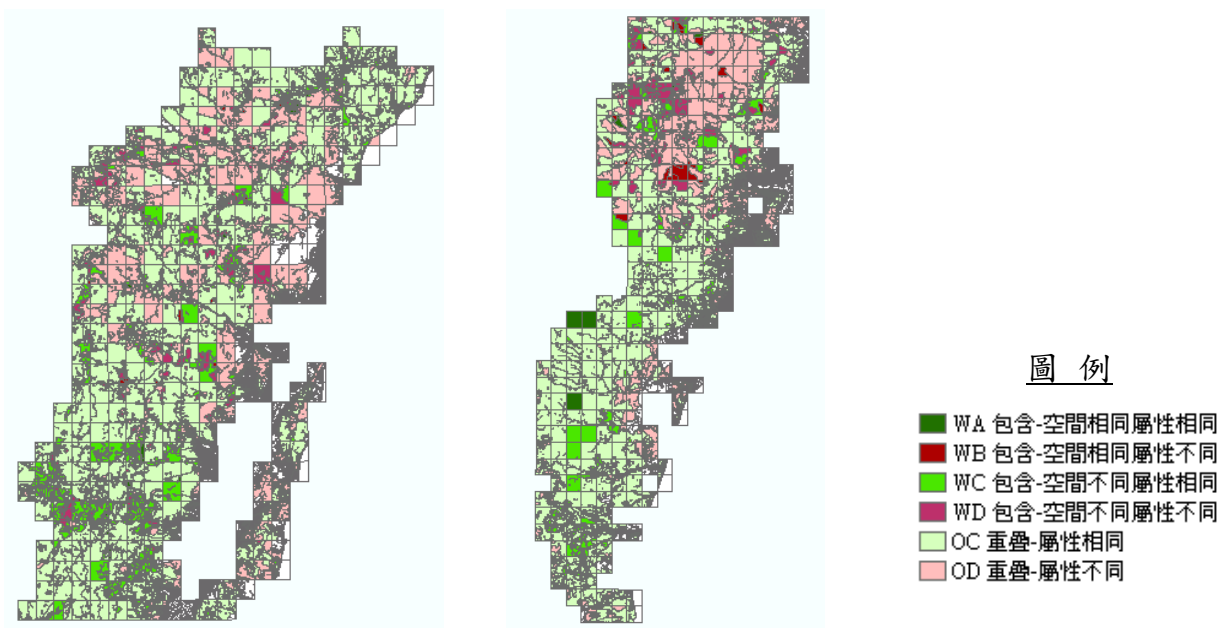 圖 例
WA 包含-空間相同屬性相同
WB 包含-空間相同屬性不同
WC 包含-空間不同屬性相同
WD 包含-空間不同屬性不同
OC 重疊-屬性相同
OD 重疊-屬性不同